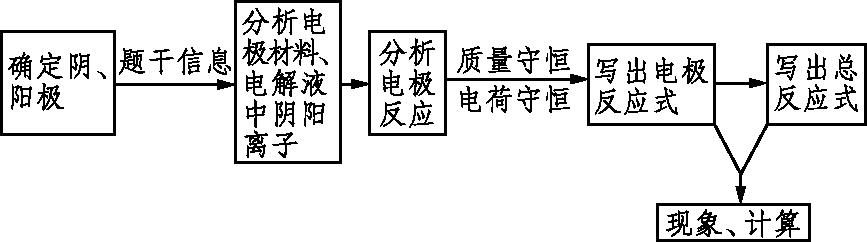 确定阴、
阳极
题干信息
分析电
极材料、
电解液
中阴阳
离子
分析
电极
反应
质量守恒
电荷守恒
写出电极
反应式
写出总
反应式
现象、计算